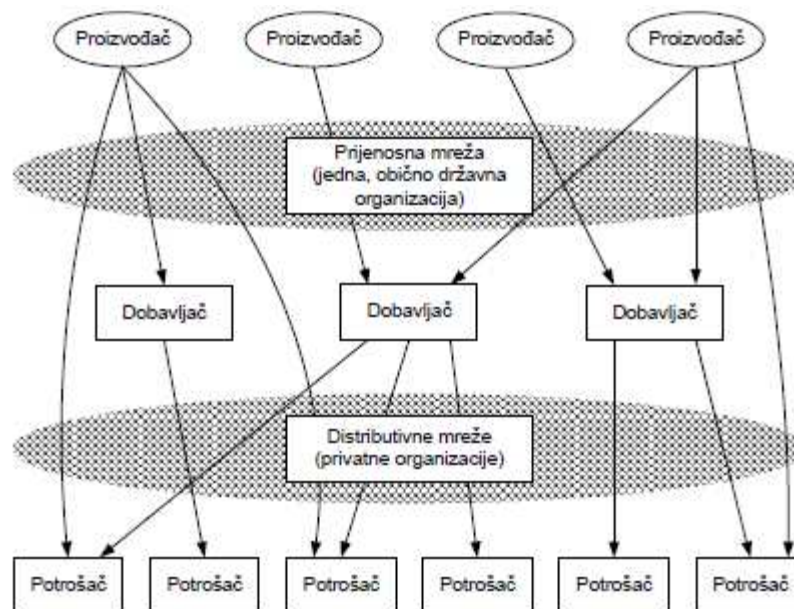 Proizvođač
Proizvođač
Proizvođač
Proizvođač
Prijenosna mreža
(jedna, obično državna
organizacija)
Dobavljač
Dobavljač
Dobavljač
Distributivne mreže
(privatne organizacije)
Potrošač
Potrošač
Potrošač
Potrošač
Potrošač
Potrošač